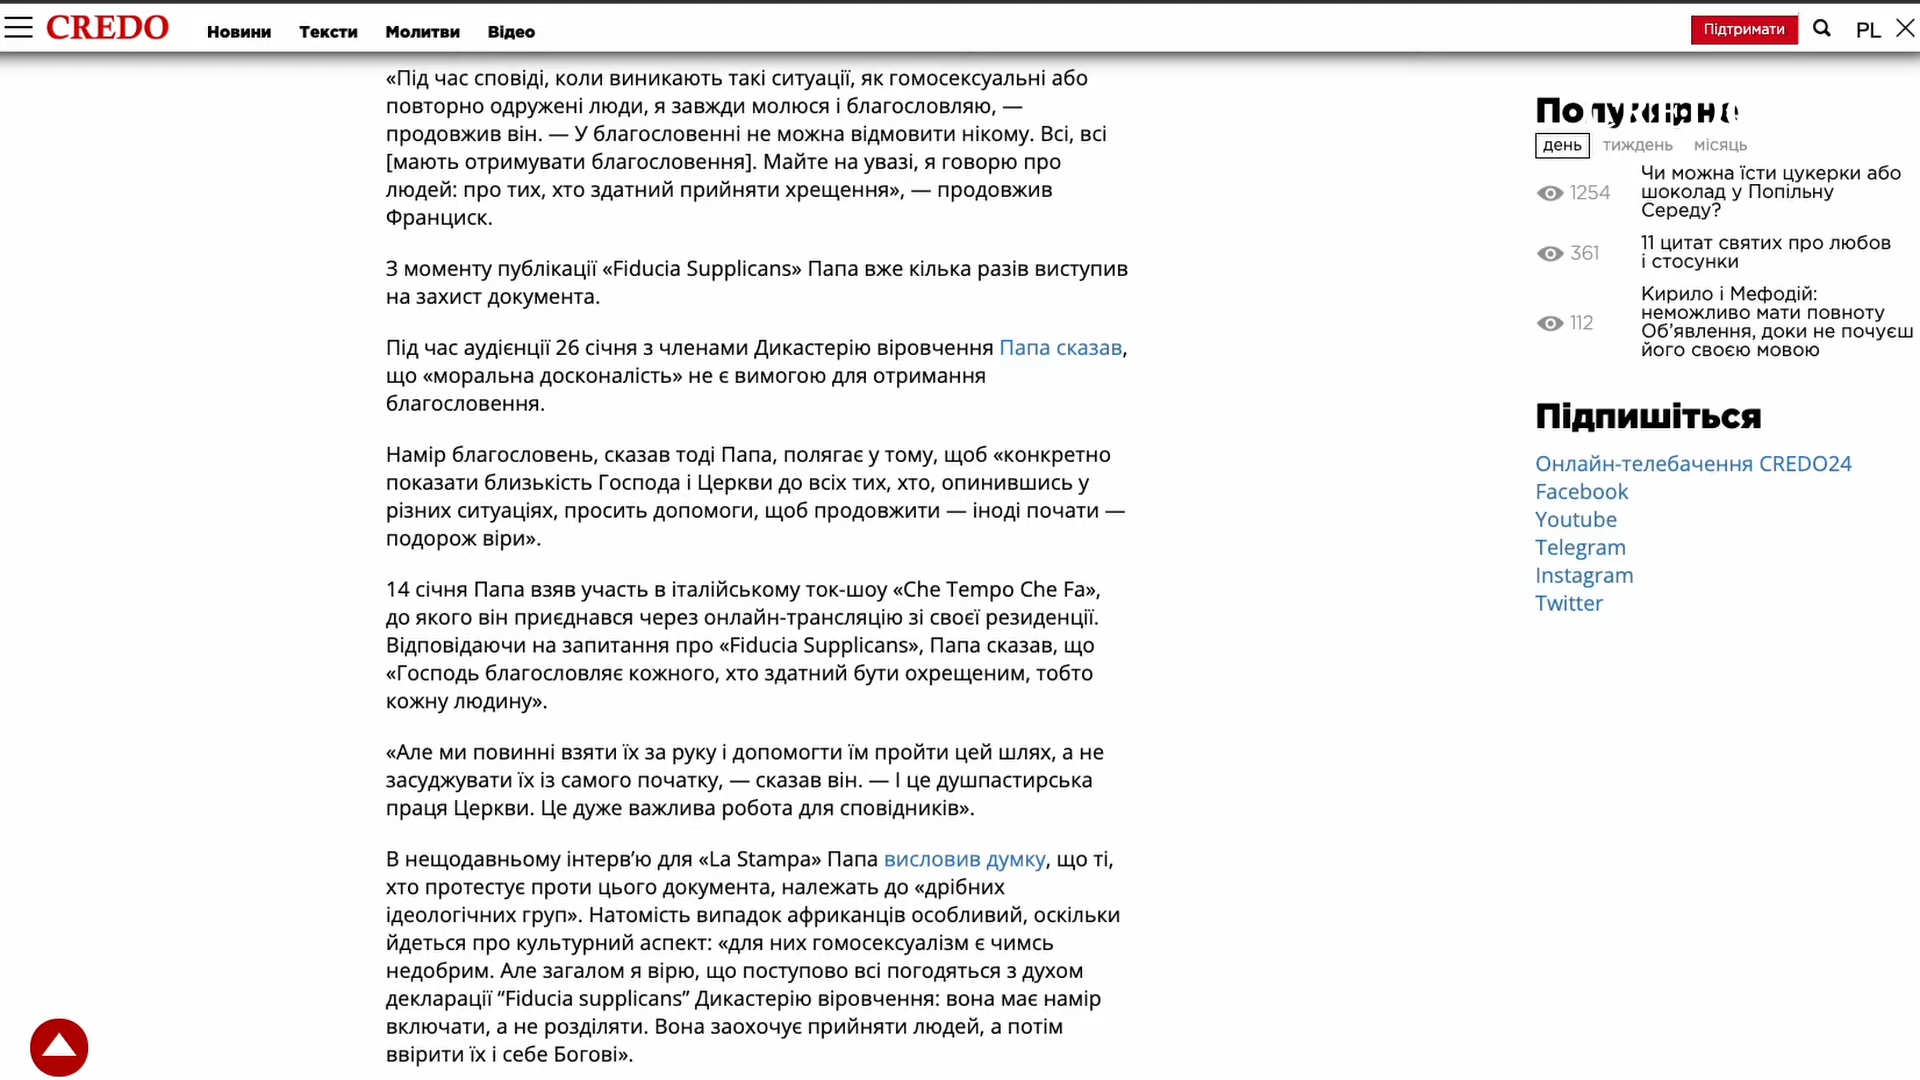 CREDO
Новини Тексти Молитви Відео
Підтримати
PL
«Під час сповіді, коли виникають такі ситуації, як гомосексуальні або
повторно одружені люди, я завжди молюся і благословляю, —
продовжив він. — У благословенні не можна відмовити нікому. Всі, всі
[мають отримувати благословення]. Майте на увазі, я говорю про
людей: про тих, хто здатний прийняти хрещення», — продовжив
Франциск.
З моменту публікації «Fiducia Supplicans» Папа вже кілька разів виступив
на захист документа.
Під час аудієнції 26 січня з членами Дикастерію віровчення Папа сказав,
що «моральна досконалість» не є вимогою для отримання
благословення.
Намір благословень, сказав тоді Папа, полягає у тому, щоб «конкретно
показати близькість Господа і Церкви до всіх тих, хто, опинившись у
різних ситуаціях, просить допомоги, щоб продовжити — іноді почати —
подорож віри».
14 січня Папа взяв участь в італійському ток-шоу «Che Tempo Che Fa»,
до якого він приєднався через онлайн-трансляцію зі своєї резиденції.
Відповідаючи на запитання про «Fiducia Supplicans», Папа сказав, що
«Господь благословляє кожного, хто здатний бути охрещеним, тобто
кожну людину».
«Але ми повинні взяти їх за руку і допомогти їм пройти цей шлях, а не
засуджувати їх із самого початку, — сказав він. — І це душпастирська
праця Церкви. Це дуже важлива робота для сповідників».
В нещодавньому інтерв’ю для «La Stampa» Папа висловив думку, що ті,
хто протестує проти цього документа, належать до «дрібних
ідеологічних груп». Натомість випадок африканців особливий, оскільки
йдеться про культурний аспект: «для них гомосексуалізм є чимсь
недобрим. Але загалом я вірю, що поступово всі погодяться з духом
декларації “Fiducia supplicans” Дикастерію віровчення: вона має намір
включати, а не розділяти. Вона заохочує прийняти людей, а потім
ввірити їх і себе Богові».
день тиждень місяць
1254
Чи можна їсти цукерки або
шоколад у Попільну
Середу?
361
11 цитат святих про любов
і стосунки
112
Кирило і Мефодій:
неможливо мати повноту
Об’явлення, доки не почуєш
його своєю мовою
Підпишіться
Онлайн-телебачення CREDO24
Facebook
Youtube
Telegram
Instagram
Twitter